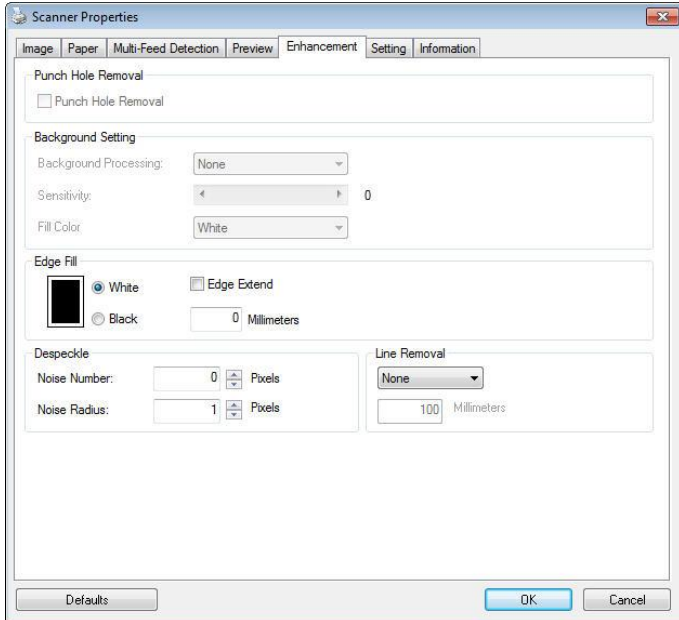 Scanner Properties
Image Paper Multi-Feed Detection Preview Enhancement Setting Information
Punch Hole Removal
Punch Hole Removal
Background Setting
Background Processing: None
Sensitivity: 0
Fill Color White
Edge Fill
White Edge Extend
Black 0 Millimeters
Despeckle Line Removal
Noise Number: 0 Pixels None
Noise Radius: 1 Pixels 100 Millimeters
Defaults OK Cancel